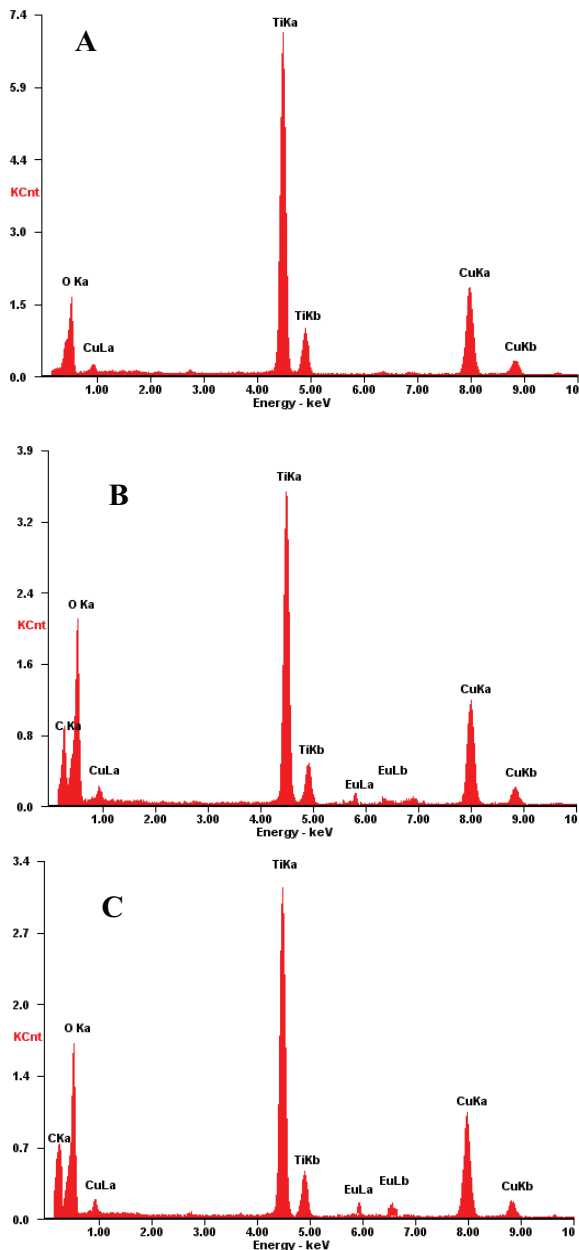 A
7.4
5.9
4.4
KCnt
3.0
1.5
0.0
TiKa
O Ka
CuLa
TiKb
CuKa
CuKb
1.00 2.00 3.00 4.00 5.00 6.00 7.00 8.00 9.00 10
Energy - keV
B
3.9
3.2
2.4
KCnt
1.6
0.8
0.0
TiKa
O Ka
C Ka
CuLa
TiKb
EuLa
EuLb
CuKa
CuKb
1.00 2.00 3.00 4.00 5.00 6.00 7.00 8.00 9.00 10
Energy - keV
C
3.4
2.7
2.0
KCnt
1.4
0.7
0.0
TiKa
O Ka
CKa
CuLa
TiKb
EuLa
EuLb
CuKa
CuKb
1.00 2.00 3.00 4.00 5.00 6.00 7.00 8.00 9.00 10
Energy - keV